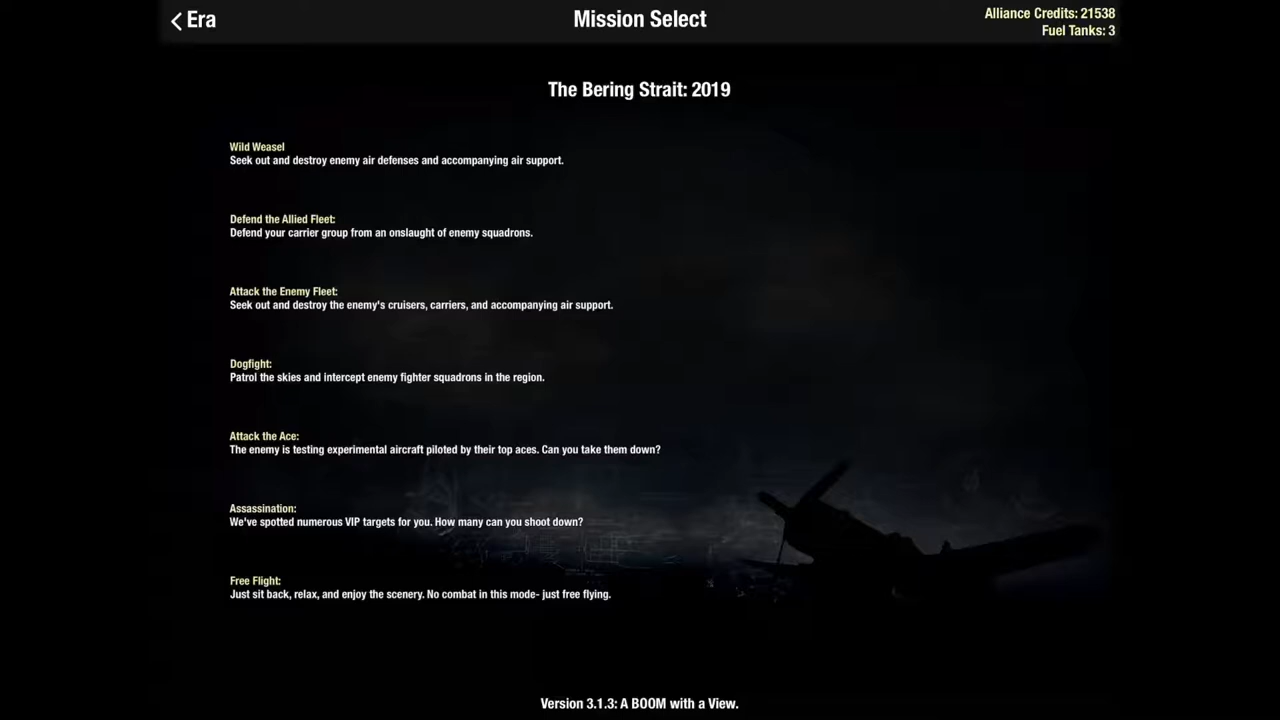 Era
Mission Select
Alliance Credits: 21538
Fuel Tanks: 3
The Bering Strait: 2019
Wild Weasel
Seek out and destroy enemy air defenses and accompanying air support.
Defend the Allied Fleet:
Defend your carrier group from an onslaught of enemy squadrons.
Attack the Enemy Fleet:
Seek out and destroy the enemy's cruisers, carriers, and accompanying air support.
Dogfight:
Patrol the skies and intercept enemy fighter squadrons in the region.
Attack the Ace:
The enemy is testing experimental aircraft piloted by their top aces. Can you take them down?
Assassination:
We've spotted numerous VIP targets for you. How many can you shoot down?
Free Flight:
Just sit back, relax, and enjoy the scenery. No combat in this mode- just free flying.
Version 3.1.3: A BOOM with a View.